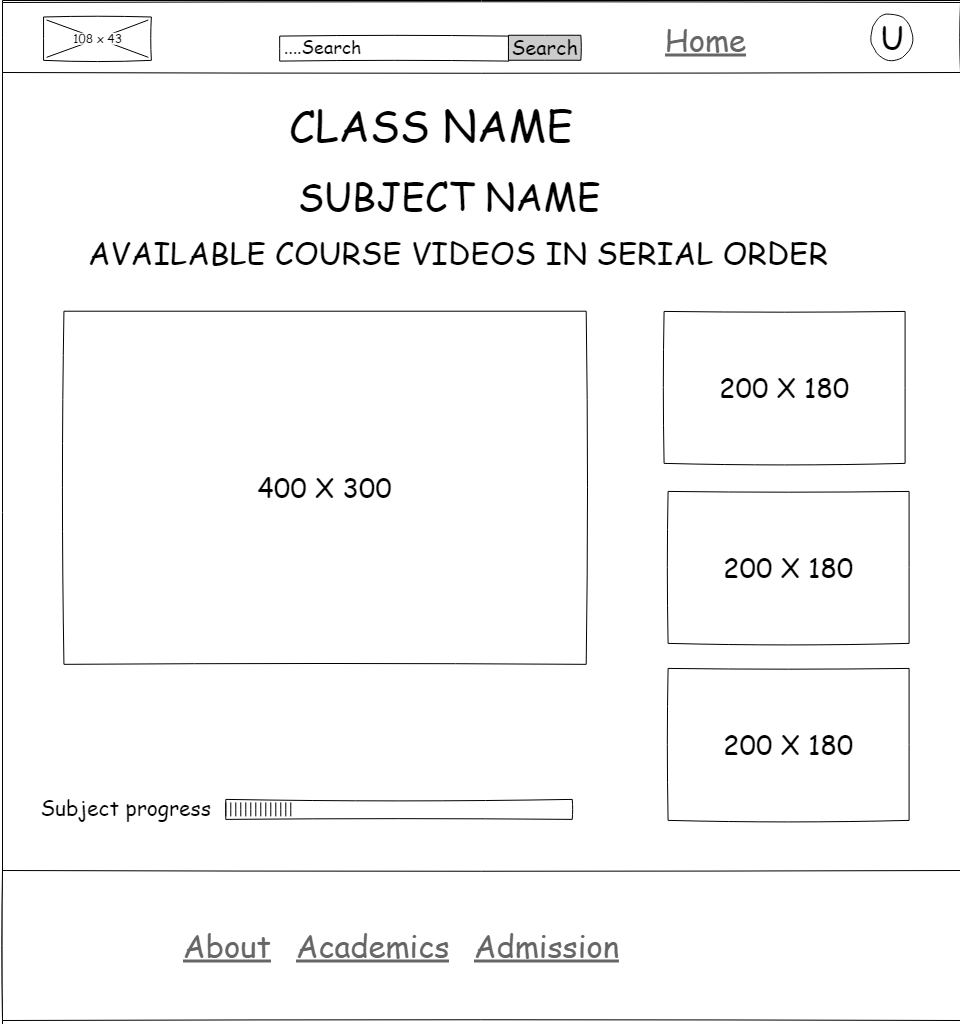 108 x 43
....Search
Search
Home
U
CLASS NAME
SUBJECT NAME
AVAILABLE COURSE VIDEOS IN SERIAL ORDER
400 X 300
200 X 180
200 X 180
200 X 180
Subject progress
About Academics Admission